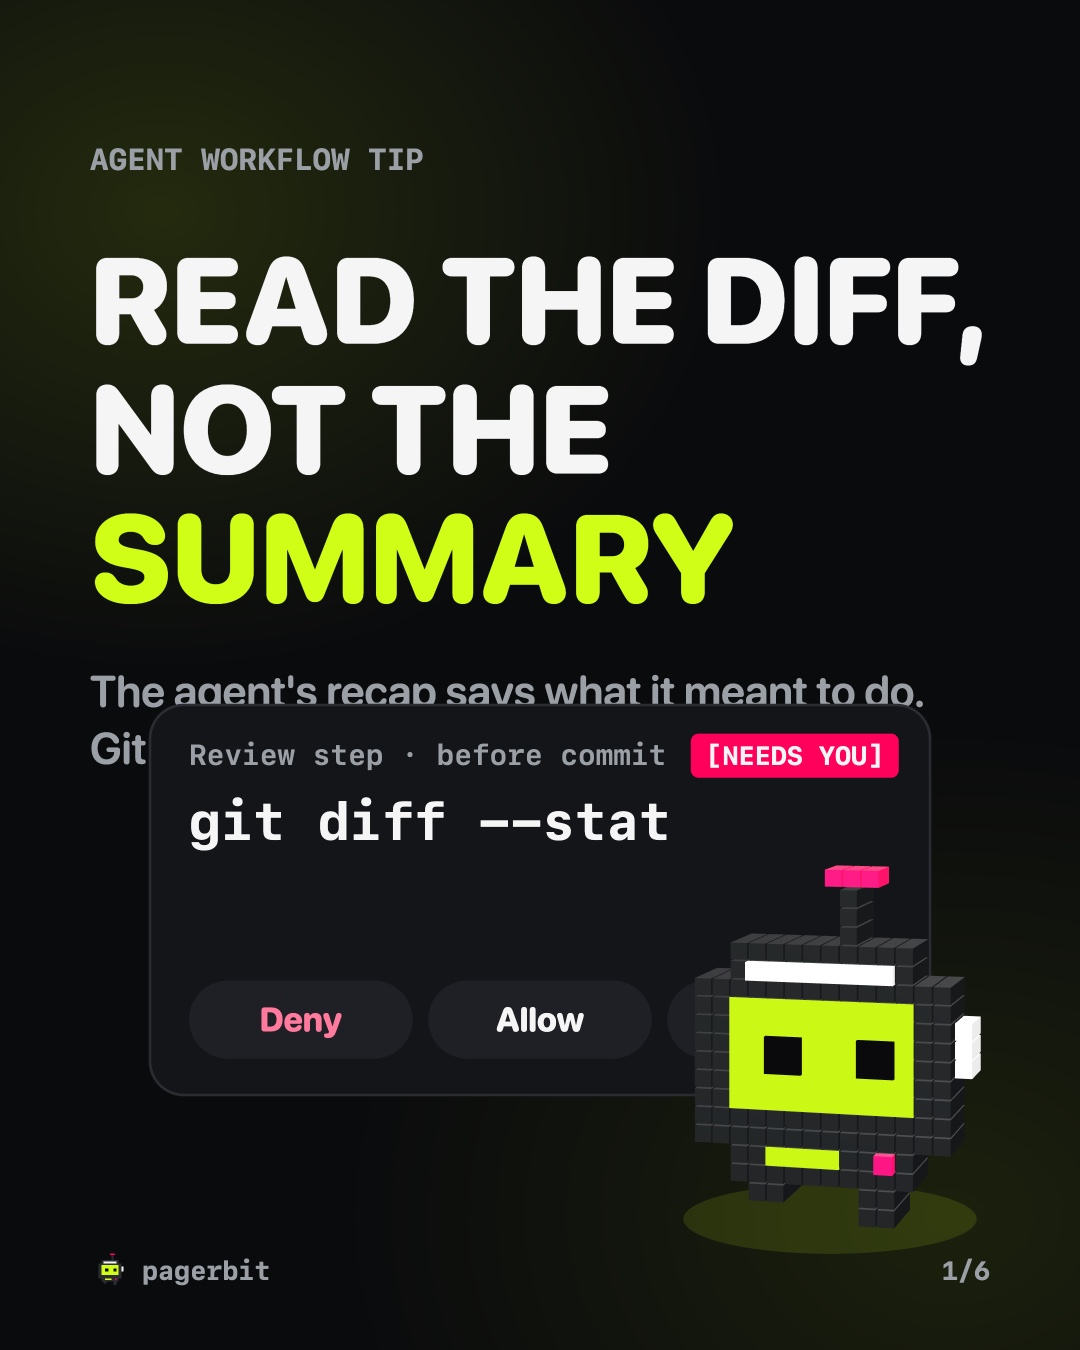 AGENT WORKFLOW TIP
READ THE DIFF,
NOT THE
SUMMARY
The agent's recap says what it meant to do.
Git
Review step · before commit [NEEDS YOU]
git diff --stat
Deny Allow
pagerbit 1/6